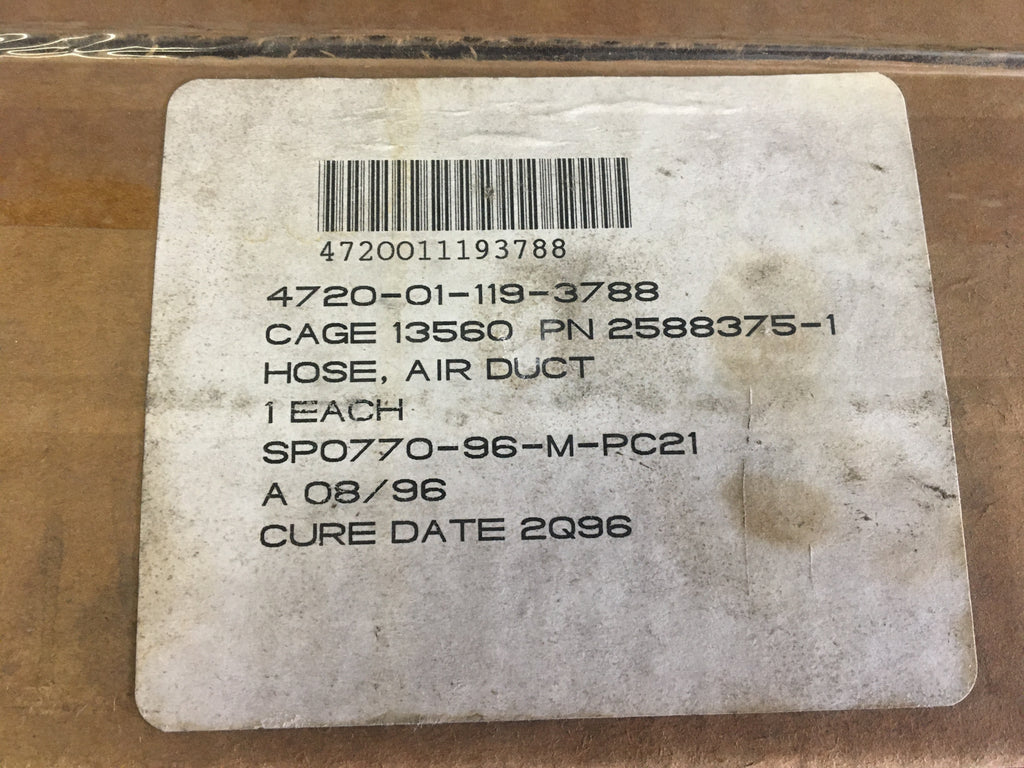 4720011193788
4720-01-119-3788
CAGE 13560 PN 2588375-1
HOSE, AIR DUCT
1 EACH
SP0770-96-M-PC21
A 08/96
CURE DATE 2Q96